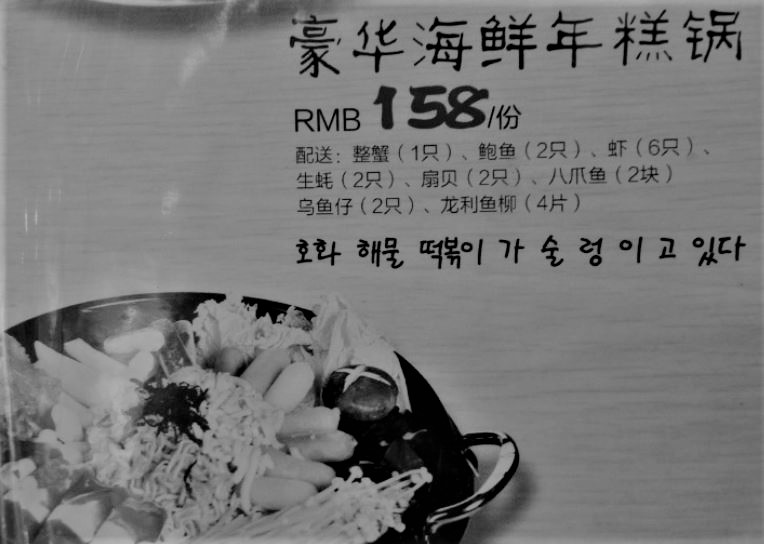 豪华海鲜年糕锅
RMB 158/份
配送：整蟹（1只）、鲍鱼（2只）、虾（6只）、
生蚝（2只）、扇贝（2只）、八爪鱼（2块）
乌鱼仔（2只）、龙利鱼柳（4片）
호화 해물 떡볶이 가 술 렁 이 고 있다